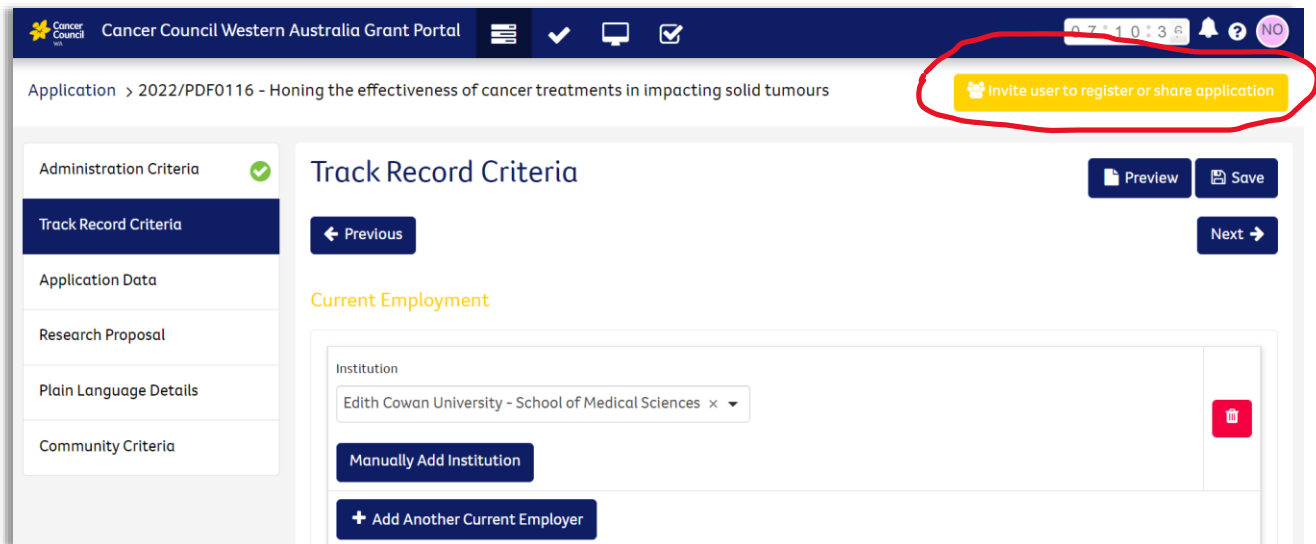 Cancer Council WA Cancer Council Western Australia Grant Portal 07:10:36 NO
Application > 2022/PDF0116 - Honing the effectiveness of cancer treatments in impacting solid tumours Invite user to register or share application
Administration Criteria
Track Record Criteria
Application Data
Research Proposal
Plain Language Details
Community Criteria
Track Record Criteria
Preview Save
Previous Next
Current Employment
Institution
Edith Cowan University - School of Medical Sciences ×
Manually Add Institution
+ Add Another Current Employer